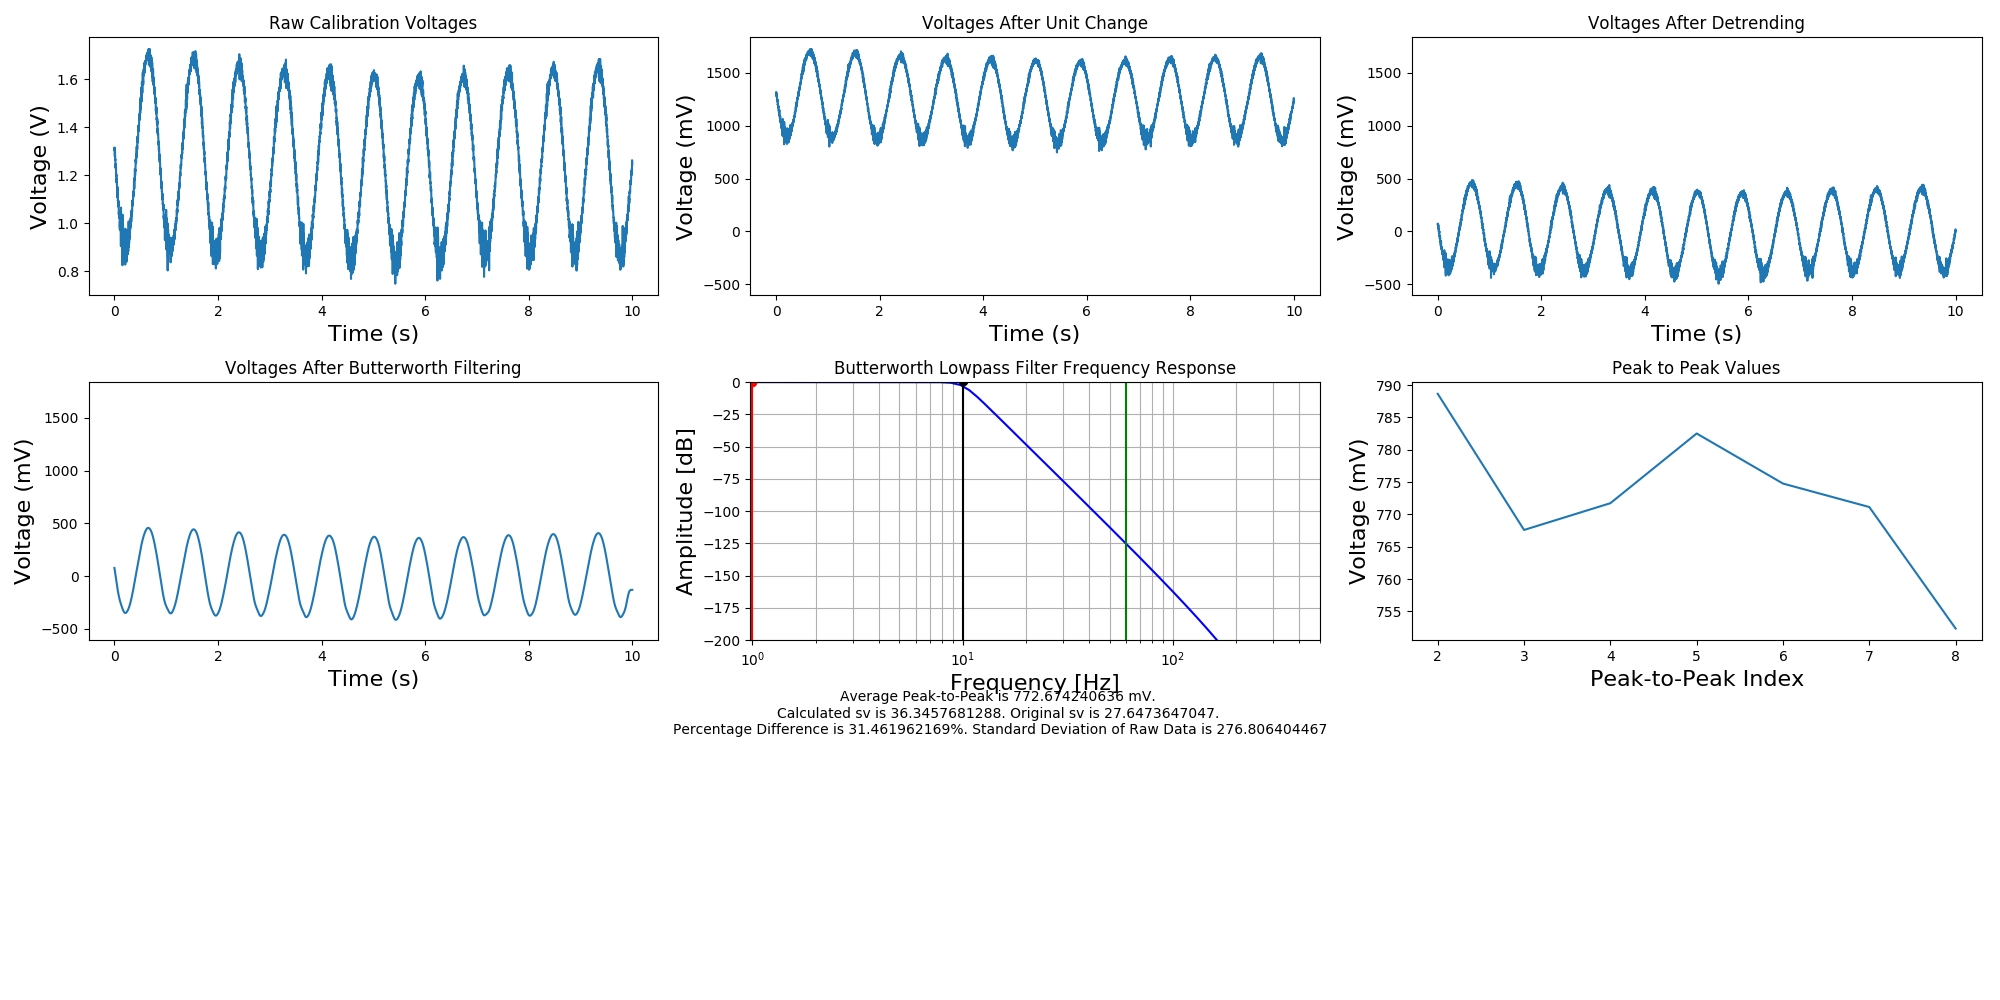 Raw Calibration Voltages
Voltage (V)
1.6
1.4
1.2
1.0
0.8
0 2 4 6 8 10
Time (s)
Voltages After Unit Change
Voltage (mV)
1500
1000
500
0
−500
0 2 4 6 8 10
Time (s)
Voltages After Detrending
Voltage (mV)
1500
1000
500
0
−500
0 2 4 6 8 10
Time (s)
Voltages After Butterworth Filtering
Voltage (mV)
1500
1000
500
0
−500
0 2 4 6 8 10
Time (s)
Butterworth Lowpass Filter Frequency Response
Amplitude [dB]
0
−25
−50
−75
−100
−125
−150
−175
−200
10⁰ 10¹ 10²
Frequency [Hz]
Peak to Peak Values
Voltage (mV)
790
785
780
775
770
765
760
755
2 3 4 5 6 7 8
Peak-to-Peak Index
Average Peak-to-Peak is 772.674240636 mV.
Calculated sv is 36.3457681288. Original sv is 27.6473647047.
Percentage Difference is 31.461962169%. Standard Deviation of Raw Data is 276.806404467